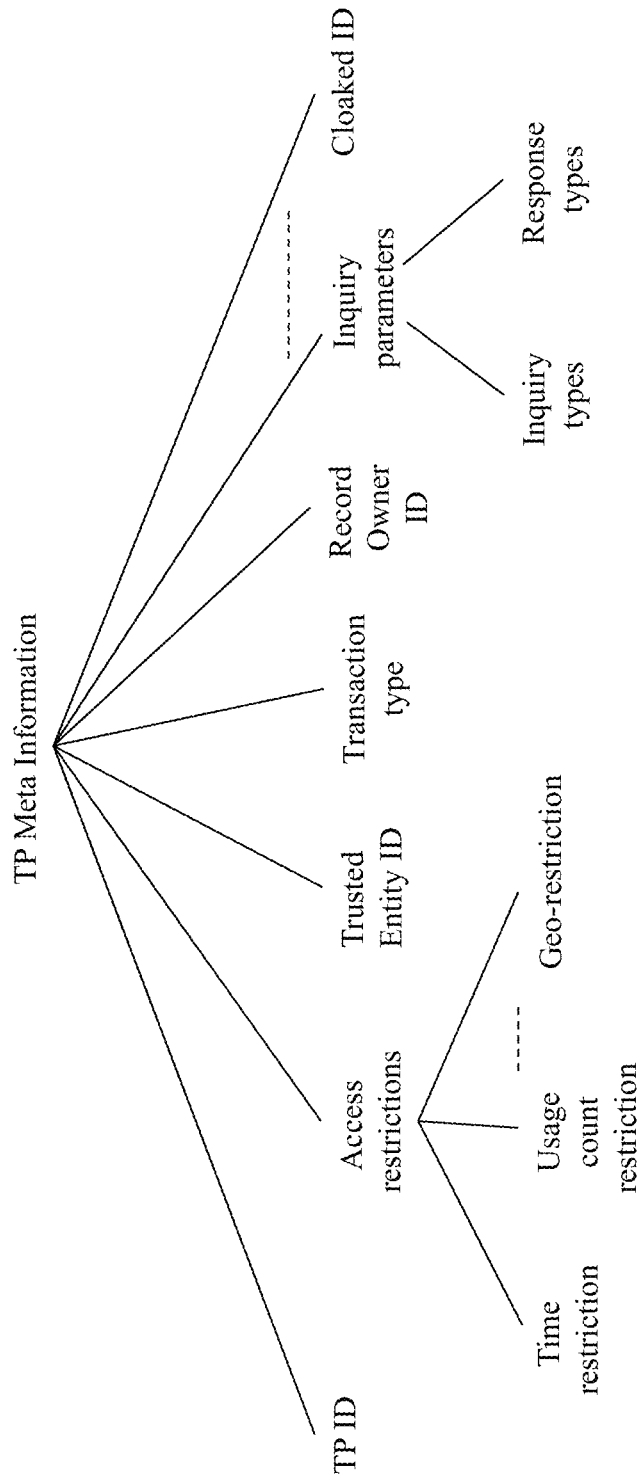 TP Meta Information
TP ID
Access
restrictions
Trusted
Entity ID
Transaction
type
Record
Owner
ID
Inquiry
parameters
Cloaked ID
Time
restriction
Usage
count
restriction
Geo-restriction
Inquiry
types
Response
types